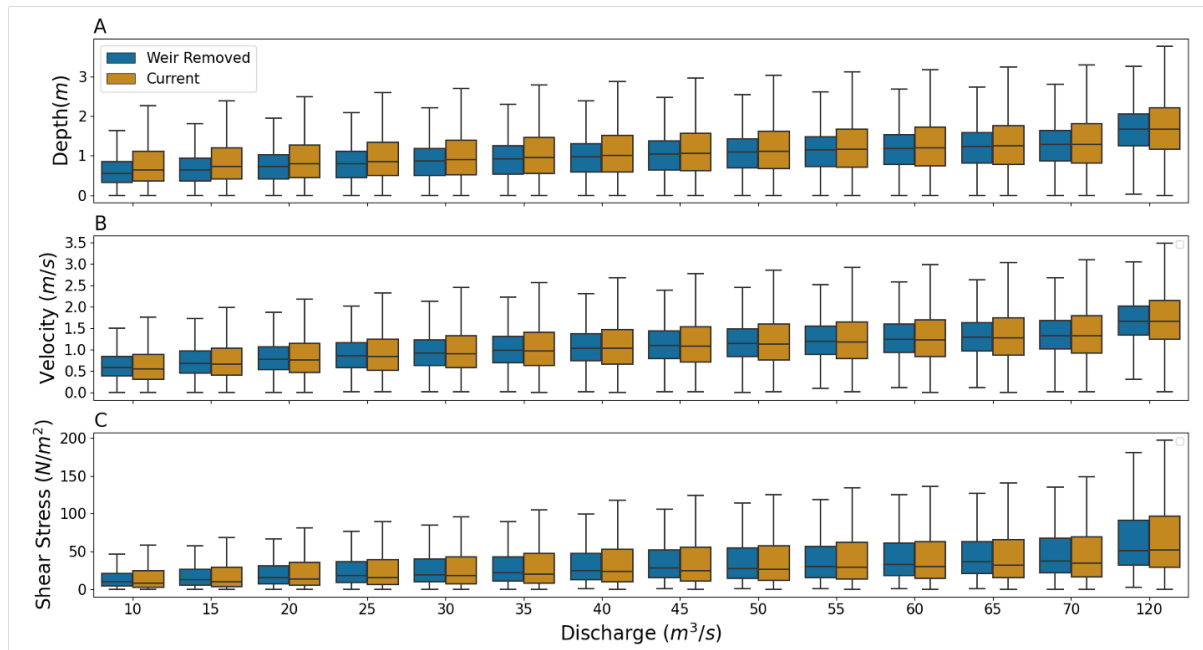 A
Weir Removed
Current
Depth(m)
3
2
1
0
B
Velocity (m/s)
3.5
3.0
2.5
2.0
1.5
1.0
0.5
0.0
C
Shear Stress (N/m²)
200
150
100
50
0
10 15 20 25 30 35 40 45 50 55 60 65 70 120
Discharge (m³/s)